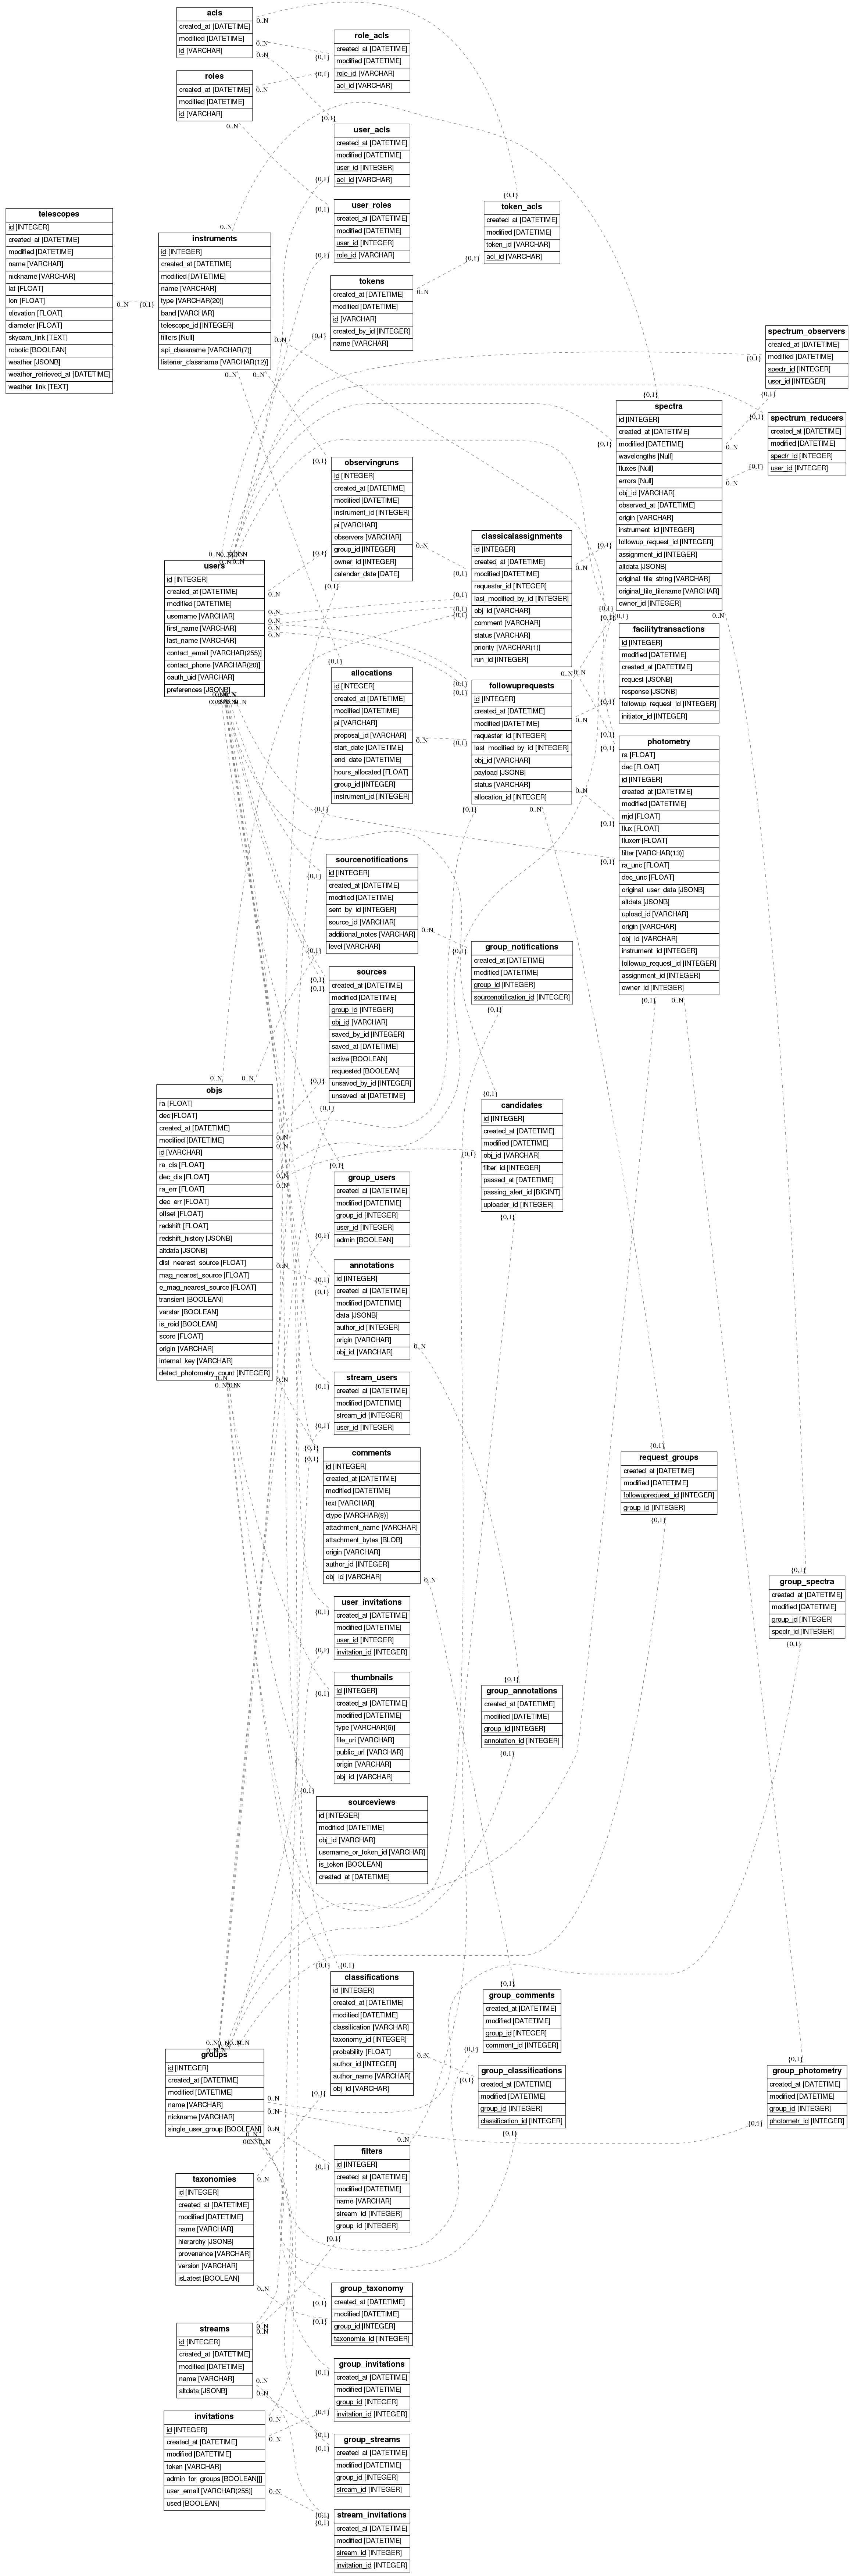 acls
created_at [DATETIME]
modified [DATETIME]
id [VARCHAR]
role_acls
created_at [DATETIME]
modified [DATETIME]
role_id [VARCHAR]
acl_id [VARCHAR]
roles
created_at [DATETIME]
modified [DATETIME]
id [VARCHAR]
user_acls
created_at [DATETIME]
modified [DATETIME]
user_id [INTEGER]
acl_id [VARCHAR]
user_roles
created_at [DATETIME]
modified [DATETIME]
user_id [INTEGER]
role_id [VARCHAR]
token_acls
created_at [DATETIME]
modified [DATETIME]
token_id [VARCHAR]
acl_id [VARCHAR]
telescopes
id [INTEGER]
created_at [DATETIME]
modified [DATETIME]
name [VARCHAR]
nickname [VARCHAR]
lat [FLOAT]
lon [FLOAT]
elevation [FLOAT]
diameter [FLOAT]
skycam_link [TEXT]
robotic [BOOLEAN]
weather [JSONB]
weather_retrieved_at [DATETIME]
weather_link [TEXT]
instruments
id [INTEGER]
created_at [DATETIME]
modified [DATETIME]
name [VARCHAR]
type [VARCHAR(20)]
band [VARCHAR]
telescope_id [INTEGER]
filters [Null]
api_classname [VARCHAR(7)]
listener_classname [VARCHAR(12)]
tokens
created_at [DATETIME]
modified [DATETIME]
id [VARCHAR]
created_by_id [INTEGER]
name [VARCHAR]
spectrum_observers
created_at [DATETIME]
modified [DATETIME]
spectr_id [INTEGER]
user_id [INTEGER]
spectrum_reducers
created_at [DATETIME]
modified [DATETIME]
spectr_id [INTEGER]
user_id [INTEGER]
spectra
id [INTEGER]
created_at [DATETIME]
modified [DATETIME]
wavelengths [Null]
fluxes [Null]
errors [Null]
obj_id [VARCHAR]
observed_at [DATETIME]
origin [VARCHAR]
instrument_id [INTEGER]
followup_request_id [INTEGER]
assignment_id [INTEGER]
altdata [JSONB]
original_file_string [VARCHAR]
original_file_filename [VARCHAR]
owner_id [INTEGER]
observingruns
id [INTEGER]
created_at [DATETIME]
modified [DATETIME]
instrument_id [INTEGER]
pi [VARCHAR]
observers [VARCHAR]
group_id [INTEGER]
owner_id [INTEGER]
calendar_date [DATE]
classicalassignments
id [INTEGER]
created_at [DATETIME]
modified [DATETIME]
requester_id [INTEGER]
last_modified_by_id [INTEGER]
obj_id [VARCHAR]
comment [VARCHAR]
status [VARCHAR]
priority [VARCHAR(1)]
run_id [INTEGER]
users
id [INTEGER]
created_at [DATETIME]
modified [DATETIME]
username [VARCHAR]
first_name [VARCHAR]
last_name [VARCHAR]
contact_email [VARCHAR(255)]
contact_phone [VARCHAR(20)]
oauth_uid [VARCHAR]
preferences [JSONB]
facilitytransactions
id [INTEGER]
modified [DATETIME]
created_at [DATETIME]
request [JSONB]
response [JSONB]
followup_request_id [INTEGER]
initiator_id [INTEGER]
allocations
id [INTEGER]
created_at [DATETIME]
modified [DATETIME]
pi [VARCHAR]
proposal_id [VARCHAR]
start_date [DATETIME]
end_date [DATETIME]
hours_allocated [FLOAT]
group_id [INTEGER]
instrument_id [INTEGER]
followuprequests
id [INTEGER]
created_at [DATETIME]
modified [DATETIME]
requester_id [INTEGER]
last_modified_by_id [INTEGER]
obj_id [VARCHAR]
payload [JSONB]
status [VARCHAR]
allocation_id [INTEGER]
photometry
ra [FLOAT]
dec [FLOAT]
id [INTEGER]
created_at [DATETIME]
modified [DATETIME]
mjd [FLOAT]
flux [FLOAT]
fluxerr [FLOAT]
filter [VARCHAR(13)]
ra_unc [FLOAT]
dec_unc [FLOAT]
original_user_data [JSONB]
altdata [JSONB]
upload_id [VARCHAR]
origin [VARCHAR]
obj_id [VARCHAR]
instrument_id [INTEGER]
followup_request_id [INTEGER]
assignment_id [INTEGER]
owner_id [INTEGER]
sourcenotifications
id [INTEGER]
created_at [DATETIME]
modified [DATETIME]
sent_by_id [INTEGER]
source_id [VARCHAR]
additional_notes [VARCHAR]
level [VARCHAR]
group_notifications
created_at [DATETIME]
modified [DATETIME]
group_id [INTEGER]
sourcenotification_id [INTEGER]
sources
created_at [DATETIME]
modified [DATETIME]
group_id [INTEGER]
obj_id [VARCHAR]
saved_by_id [INTEGER]
saved_at [DATETIME]
active [BOOLEAN]
requested [BOOLEAN]
unsaved_by_id [INTEGER]
unsaved_at [DATETIME]
objs
ra [FLOAT]
dec [FLOAT]
created_at [DATETIME]
modified [DATETIME]
id [VARCHAR]
ra_dis [FLOAT]
dec_dis [FLOAT]
ra_err [FLOAT]
dec_err [FLOAT]
offset [FLOAT]
redshift [FLOAT]
redshift_history [JSONB]
altdata [JSONB]
dist_nearest_source [FLOAT]
mag_nearest_source [FLOAT]
e_mag_nearest_source [FLOAT]
transient [BOOLEAN]
varstar [BOOLEAN]
is_roid [BOOLEAN]
score [FLOAT]
origin [VARCHAR]
internal_key [VARCHAR]
detect_photometry_count [INTEGER]
candidates
id [INTEGER]
created_at [DATETIME]
modified [DATETIME]
obj_id [VARCHAR]
filter_id [INTEGER]
passed_at [DATETIME]
passing_alert_id [BIGINT]
uploader_id [INTEGER]
group_users
created_at [DATETIME]
modified [DATETIME]
group_id [INTEGER]
user_id [INTEGER]
admin [BOOLEAN]
annotations
id [INTEGER]
created_at [DATETIME]
modified [DATETIME]
data [JSONB]
author_id [INTEGER]
origin [VARCHAR]
obj_id [VARCHAR]
stream_users
created_at [DATETIME]
modified [DATETIME]
stream_id [INTEGER]
user_id [INTEGER]
comments
id [INTEGER]
created_at [DATETIME]
modified [DATETIME]
text [VARCHAR]
ctype [VARCHAR(8)]
attachment_name [VARCHAR]
attachment_bytes [BLOB]
origin [VARCHAR]
author_id [INTEGER]
obj_id [VARCHAR]
request_groups
created_at [DATETIME]
modified [DATETIME]
followuprequest_id [INTEGER]
group_id [INTEGER]
group_spectra
created_at [DATETIME]
modified [DATETIME]
group_id [INTEGER]
spectr_id [INTEGER]
user_invitations
created_at [DATETIME]
modified [DATETIME]
user_id [INTEGER]
invitation_id [INTEGER]
thumbnails
id [INTEGER]
created_at [DATETIME]
modified [DATETIME]
type [VARCHAR(6)]
file_uri [VARCHAR]
public_url [VARCHAR]
origin [VARCHAR]
obj_id [VARCHAR]
group_annotations
created_at [DATETIME]
modified [DATETIME]
group_id [INTEGER]
annotation_id [INTEGER]
sourceviews
id [INTEGER]
modified [DATETIME]
obj_id [VARCHAR]
username_or_token_id [VARCHAR]
is_token [BOOLEAN]
created_at [DATETIME]
classifications
id [INTEGER]
created_at [DATETIME]
modified [DATETIME]
classification [VARCHAR]
taxonomy_id [INTEGER]
probability [FLOAT]
author_id [INTEGER]
author_name [VARCHAR]
obj_id [VARCHAR]
group_comments
created_at [DATETIME]
modified [DATETIME]
group_id [INTEGER]
comment_id [INTEGER]
groups
id [INTEGER]
created_at [DATETIME]
modified [DATETIME]
name [VARCHAR]
nickname [VARCHAR]
single_user_group [BOOLEAN]
group_classifications
created_at [DATETIME]
modified [DATETIME]
group_id [INTEGER]
classification_id [INTEGER]
group_photometry
created_at [DATETIME]
modified [DATETIME]
group_id [INTEGER]
photometr_id [INTEGER]
filters
id [INTEGER]
created_at [DATETIME]
modified [DATETIME]
name [VARCHAR]
stream_id [INTEGER]
group_id [INTEGER]
taxonomies
id [INTEGER]
created_at [DATETIME]
modified [DATETIME]
name [VARCHAR]
hierarchy [JSONB]
provenance [VARCHAR]
version [VARCHAR]
isLatest [BOOLEAN]
group_taxonomy
created_at [DATETIME]
modified [DATETIME]
group_id [INTEGER]
taxonomie_id [INTEGER]
streams
id [INTEGER]
created_at [DATETIME]
modified [DATETIME]
name [VARCHAR]
altdata [JSONB]
group_invitations
created_at [DATETIME]
modified [DATETIME]
group_id [INTEGER]
invitation_id [INTEGER]
invitations
id [INTEGER]
created_at [DATETIME]
modified [DATETIME]
token [VARCHAR]
admin_for_groups [BOOLEAN[]]
user_email [VARCHAR(255)]
used [BOOLEAN]
group_streams
created_at [DATETIME]
modified [DATETIME]
group_id [INTEGER]
stream_id [INTEGER]
stream_invitations
created_at [DATETIME]
modified [DATETIME]
stream_id [INTEGER]
invitation_id [INTEGER]